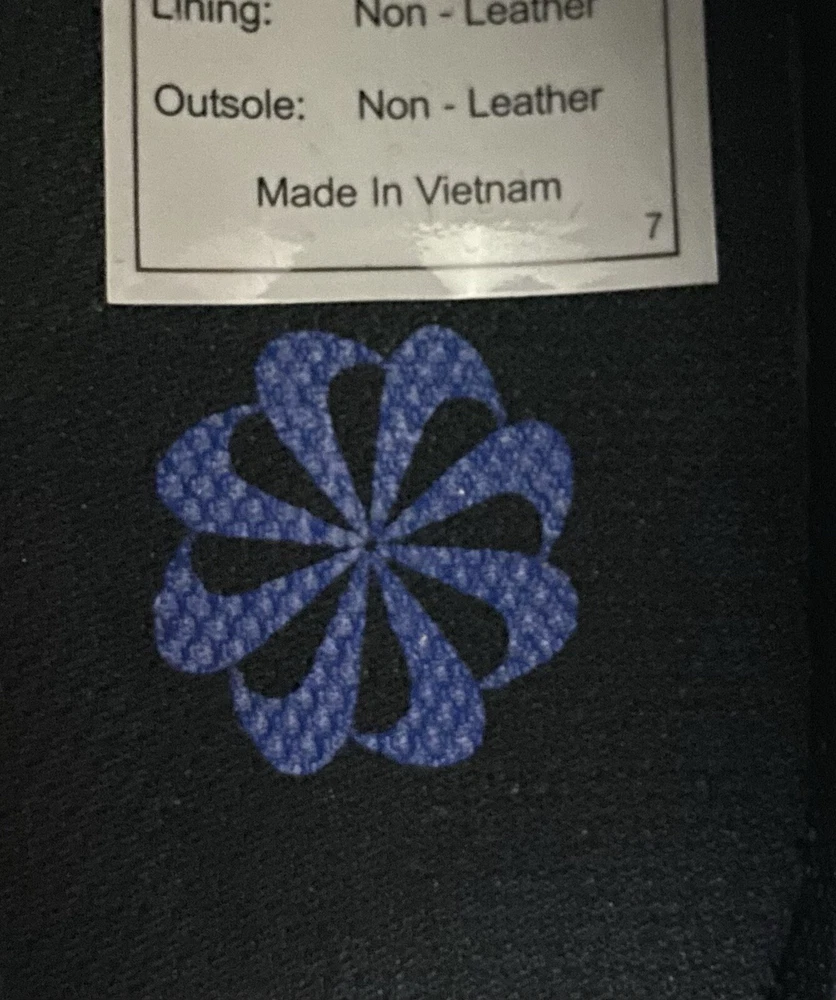 Lining: Non - Leather
Outsole: Non - Leather
Made In Vietnam
7